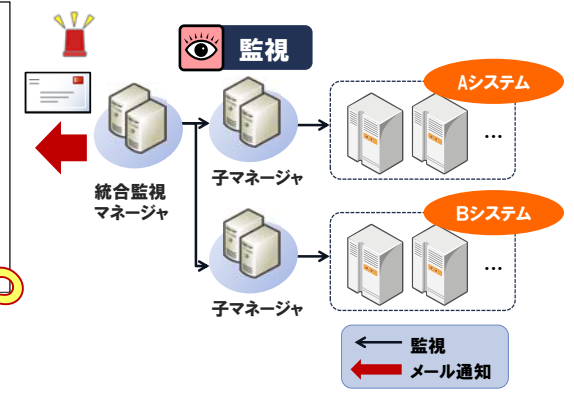 監視
Aシステム
…
子マネージャ
統合監視
マネージャ
Bシステム
…
子マネージャ
監視
メール通知